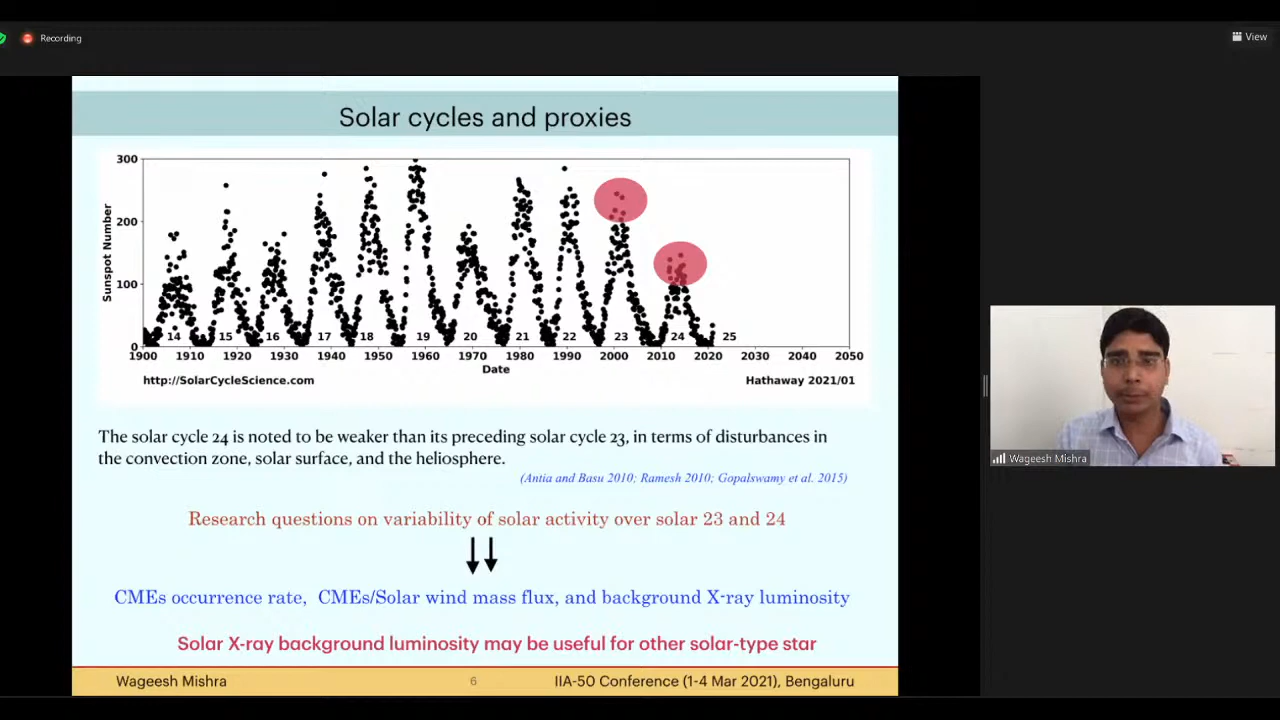 Recording
View
Solar cycles and proxies
300
200
100
0
Sunspot Number
14 15 16 17 18 19 20 21 22 23 24 25
1900 1910 1920 1930 1940 1950 1960 1970 1980 1990 2000 2010 2020 2030 2040 2050
Date
http://SolarCycleScience.com Hathaway 2021/01
The solar cycle 24 is noted to be weaker than its preceding solar cycle 23, in terms of disturbances in
the convection zone, solar surface, and the heliosphere.
(Antia and Basu 2010; Ramesh 2010; Gopalswamy et al. 2015)
Research questions on variability of solar activity over solar 23 and 24
CMEs occurrence rate, CMEs/Solar wind mass flux, and background X-ray luminosity
Solar X-ray background luminosity may be useful for other solar-type star
Wageesh Mishra 6 IIA-50 Conference (1-4 Mar 2021), Bengaluru
Wageesh Mishra